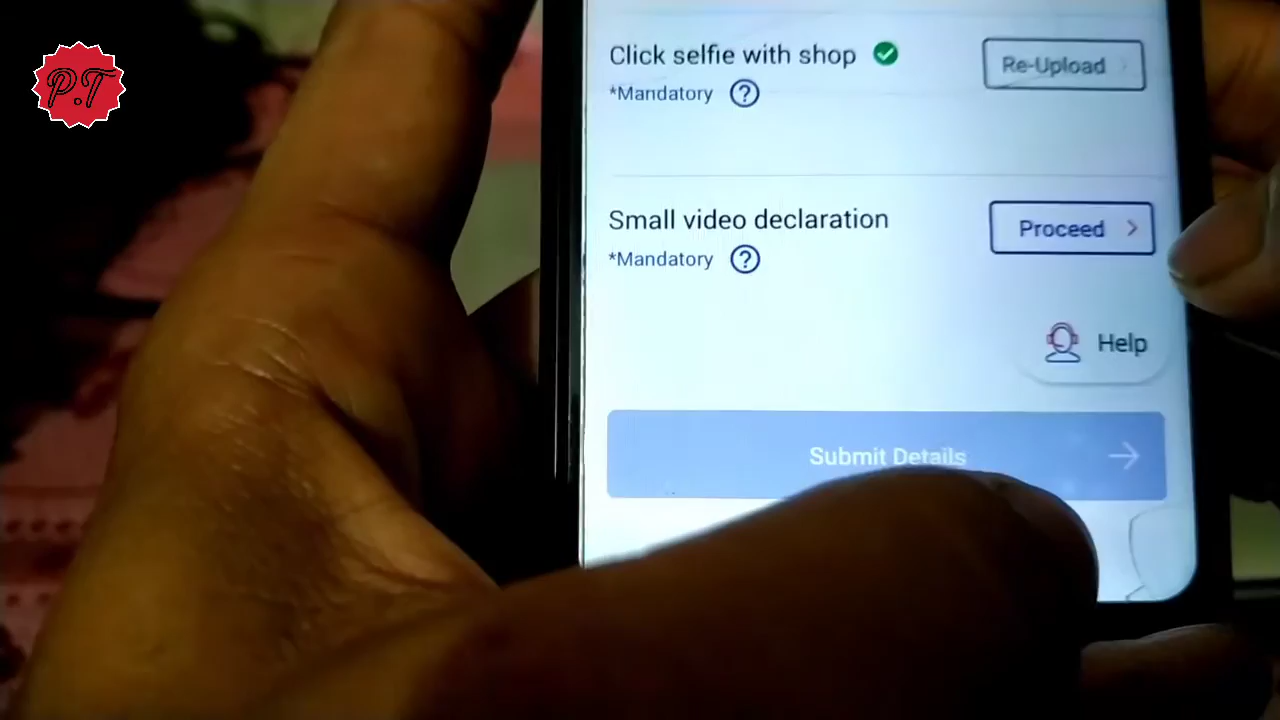 P.T
Click selfie with shop
Re-Upload
*Mandatory ?
Small video declaration
Proceed
*Mandatory ?
Help
Submit Details